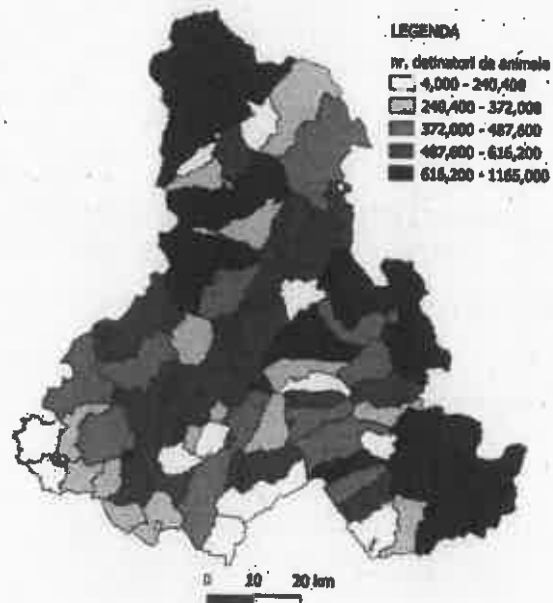 LEGENDA
nr. detinatori de animale
4,000 - 240,400
240,400 - 372,000
372,000 - 487,600
487,600 - 616,200
616,200 - 1165,000
0 10 20 km